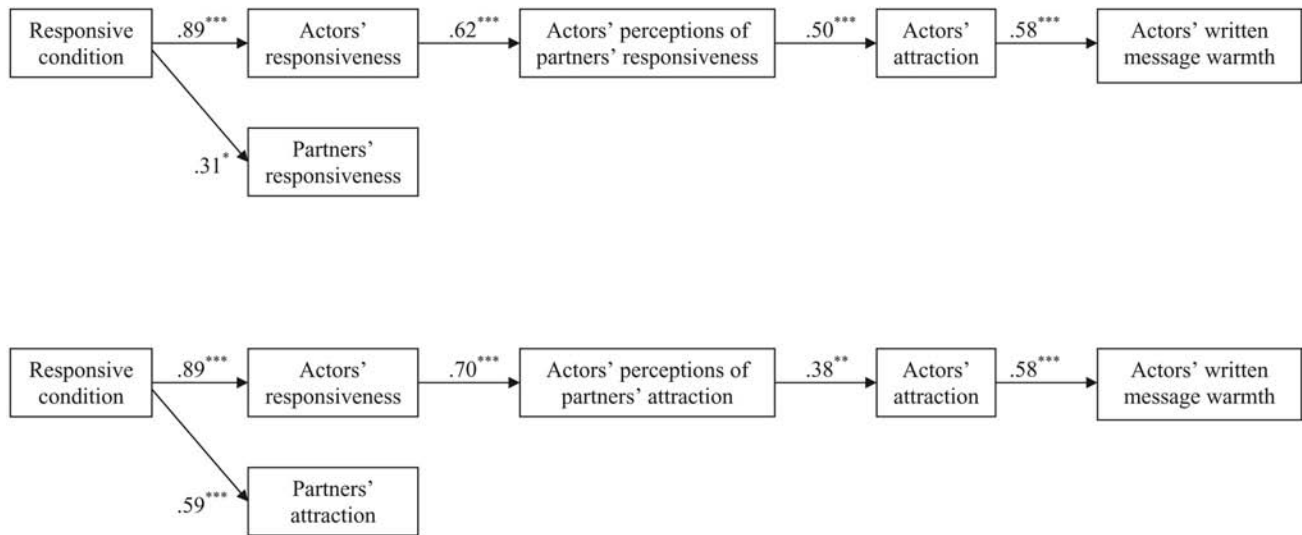 Responsive
condition
.89***
Actors’
responsiveness
.62***
Actors’ perceptions of
partners’ responsiveness
.50***
Actors’
attraction
.58***
Actors’ written
message warmth
.31*
Partners’
responsiveness
Responsive
condition
.89***
Actors’
responsiveness
.70***
Actors’ perceptions of
partners’ attraction
.38**
Actors’
attraction
.58***
Actors’ written
message warmth
.59***
Partners’
attraction